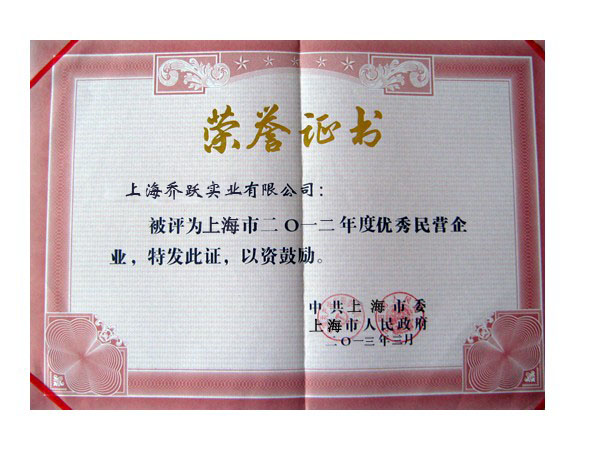 荣誉证书
上海乔跃实业有限公司：
被评为上海市二〇一二年度优秀民营企
业，特发此证，以资鼓励。
中共上海市委
上海市人民政府
二〇一三年二月